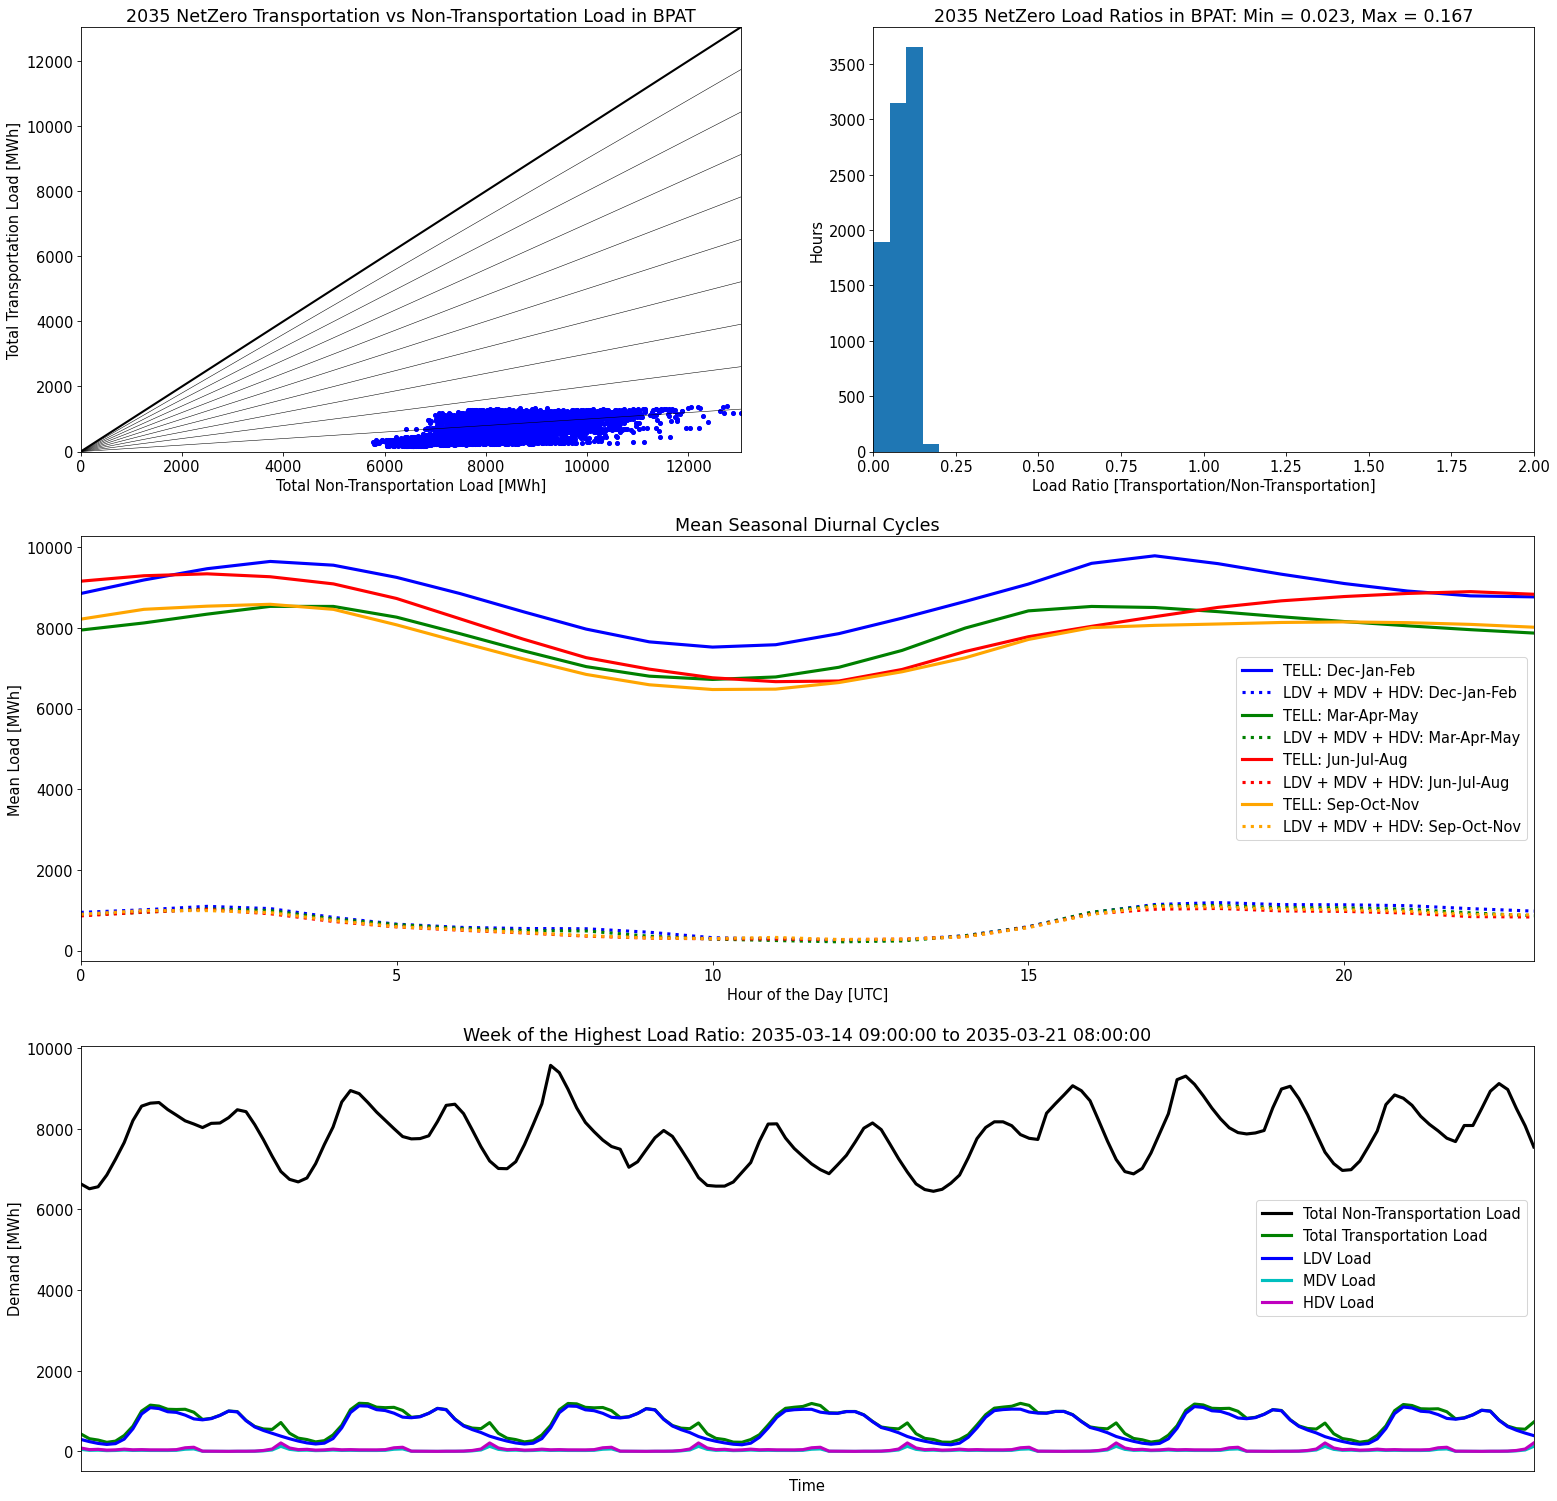 2035 NetZero Transportation vs Non-Transportation Load in BPAT
Total Transportation Load [MWh]
12000
10000
8000
6000
4000
2000
0
0 2000 4000 6000 8000 10000 12000
Total Non-Transportation Load [MWh]
2035 NetZero Load Ratios in BPAT: Min = 0.023, Max = 0.167
Hours
3500
3000
2500
2000
1500
1000
500
0
0.00 0.25 0.50 0.75 1.00 1.25 1.50 1.75 2.00
Load Ratio [Transportation/Non-Transportation]
Mean Seasonal Diurnal Cycles
Mean Load [MWh]
10000
8000
6000
4000
2000
0
TELL: Dec-Jan-Feb
LDV + MDV + HDV: Dec-Jan-Feb
TELL: Mar-Apr-May
LDV + MDV + HDV: Mar-Apr-May
TELL: Jun-Jul-Aug
LDV + MDV + HDV: Jun-Jul-Aug
TELL: Sep-Oct-Nov
LDV + MDV + HDV: Sep-Oct-Nov
0 5 10 15 20
Hour of the Day [UTC]
Week of the Highest Load Ratio: 2035-03-14 09:00:00 to 2035-03-21 08:00:00
Demand [MWh]
10000
8000
6000
4000
2000
0
Total Non-Transportation Load
Total Transportation Load
LDV Load
MDV Load
HDV Load
Time